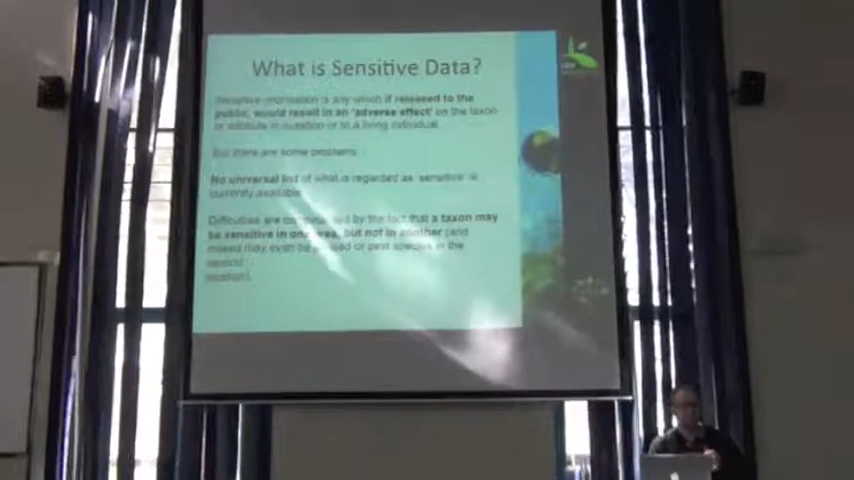 What is Sensitive Data?
Sensitive information is any which if released to the
public, would result in an 'adverse effect' on the taxon
or attribute in question or to a living individual.
But there are some problems.
No universal list of what is regarded as 'sensitive' is
currently available
Difficulties are compounded by the fact that a taxon may
be sensitive in one area, but not in another (and
indeed may even be a or pest species in the
location).